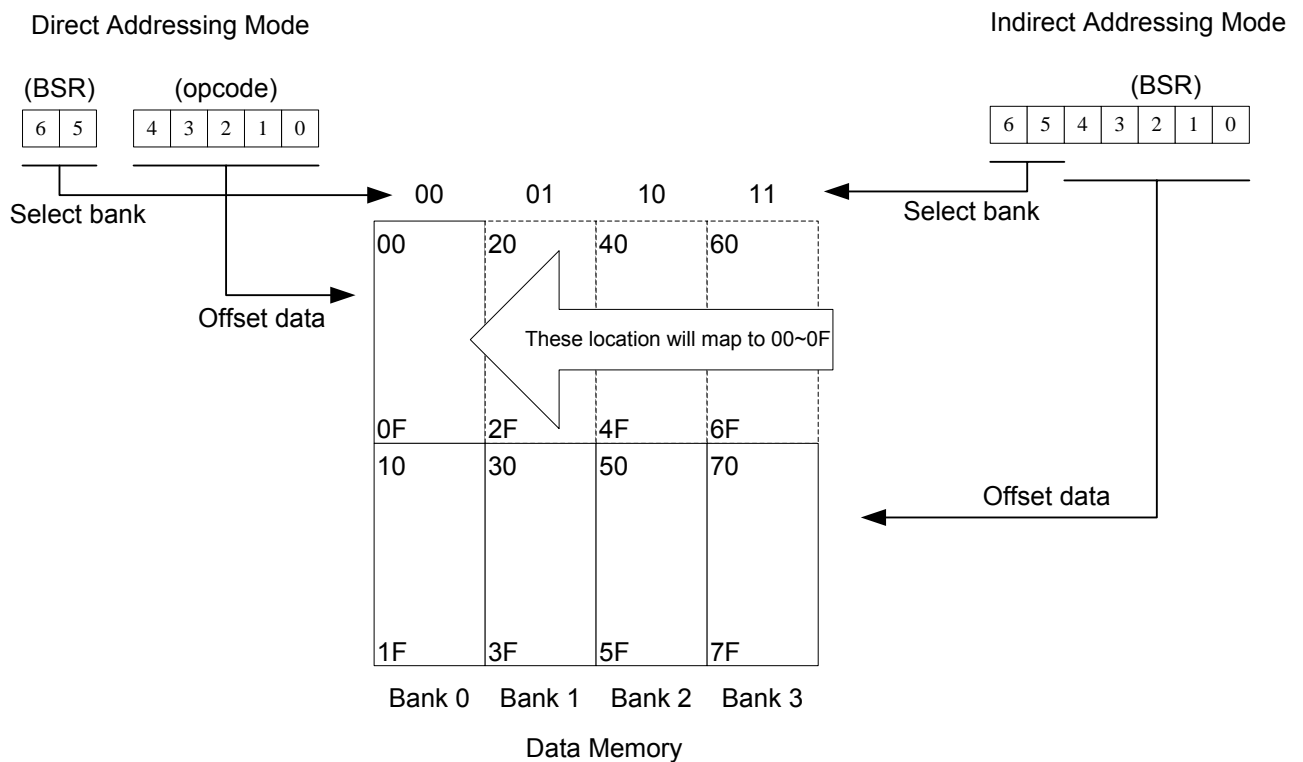 Direct Addressing Mode
Indirect Addressing Mode
(BSR) (opcode)
(BSR)
6 5 4 3 2 1 0
6 5 4 3 2 1 0
Select bank
00 01 10 11
Select bank
00 20 40 60
Offset data
These location will map to 00~0F
0F 2F 4F 6F
10 30 50 70
Offset data
1F 3F 5F 7F
Bank 0 Bank 1 Bank 2 Bank 3
Data Memory